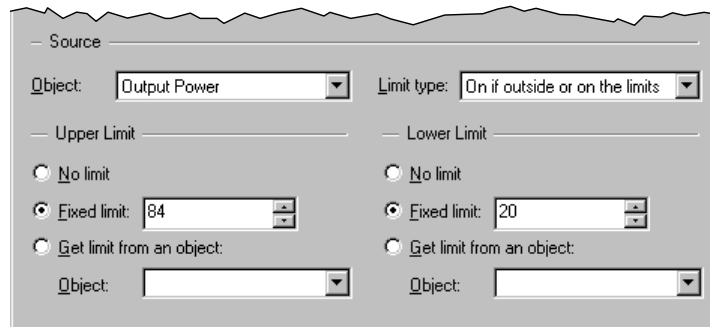 Source
Object: Output Power Limit type: On if outside or on the limits
Upper Limit Lower Limit
No limit No limit
Fixed limit: 84 Fixed limit: 20
Get limit from an object: Get limit from an object:
Object: Object: